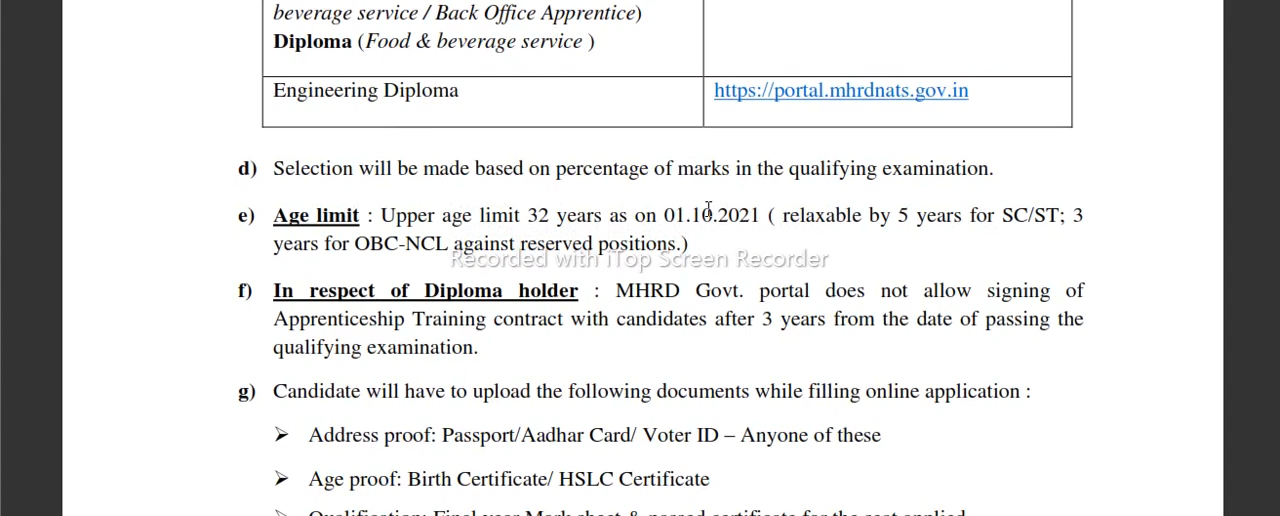 beverage service / Back Office Apprentice)
Diploma (Food & beverage service )
Engineering Diploma https://portal.mhrdnats.gov.in
d) Selection will be made based on percentage of marks in the qualifying examination.
e) Age limit : Upper age limit 32 years as on 01.10.2021 ( relaxable by 5 years for SC/ST; 3
years for OBC-NCL against reserved positions.)
Recorded with iTop Screen Recorder
f) In respect of Diploma holder : MHRD Govt. portal does not allow signing of
Apprenticeship Training contract with candidates after 3 years from the date of passing the
qualifying examination.
g) Candidate will have to upload the following documents while filling online application :
➢ Address proof: Passport/Aadhar Card/ Voter ID – Anyone of these
➢ Age proof: Birth Certificate/ HSLC Certificate